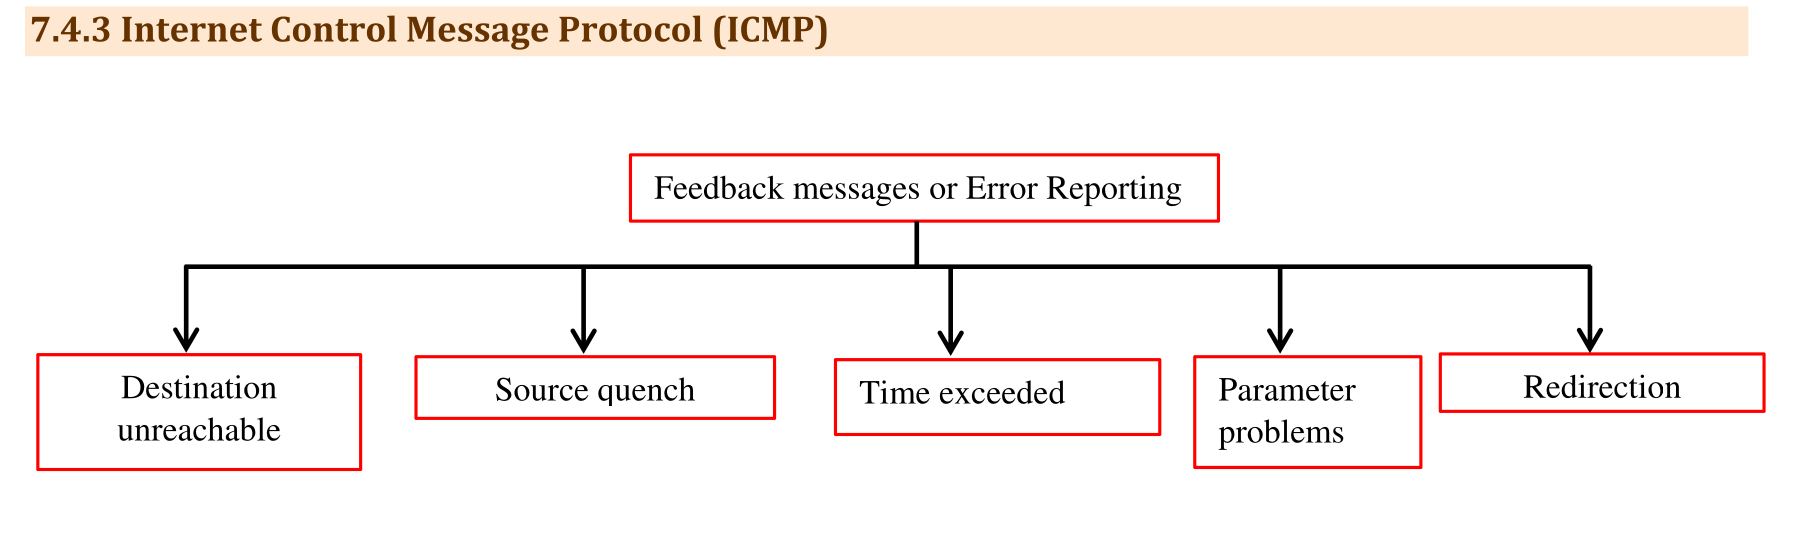 7.4.3 Internet Control Message Protocol (ICMP)
Feedback messages or Error Reporting
Destination
unreachable
Source quench
Time exceeded
Parameter
problems
Redirection